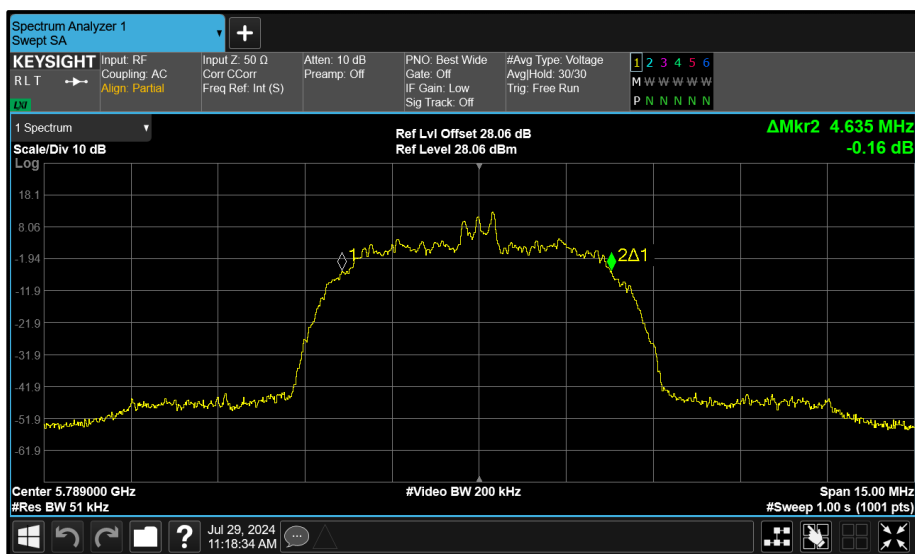 Spectrum Analyzer 1
Swept SA
+
KEYSIGHT
RLT
LXI
Input: RF
Coupling: AC
Align: Partial
Input Z: 50 Ω
Corr CCorr
Freq Ref: Int (S)
Atten: 10 dB
Preamp: Off
PNO: Best Wide
Gate: Off
IF Gain: Low
Sig Track: Off
#Avg Type: Voltage
Avg|Hold: 30/30
Trig: Free Run
1 2 3 4 5 6
M W W W W W
P N N N N N
1 Spectrum
Scale/Div 10 dB
Log
Ref Lvl Offset 28.06 dB
Ref Level 28.06 dBm
ΔMkr2 4.635 MHz
-0.16 dB
18.1
8.06
-1.94
-11.9
-21.9
-31.9
-41.9
-51.9
-61.9
1
2Δ1
Center 5.789000 GHz
#Res BW 51 kHz
#Video BW 200 kHz
Span 15.00 MHz
#Sweep 1.00 s (1001 pts)
?
Jul 29, 2024
11:18:34 AM